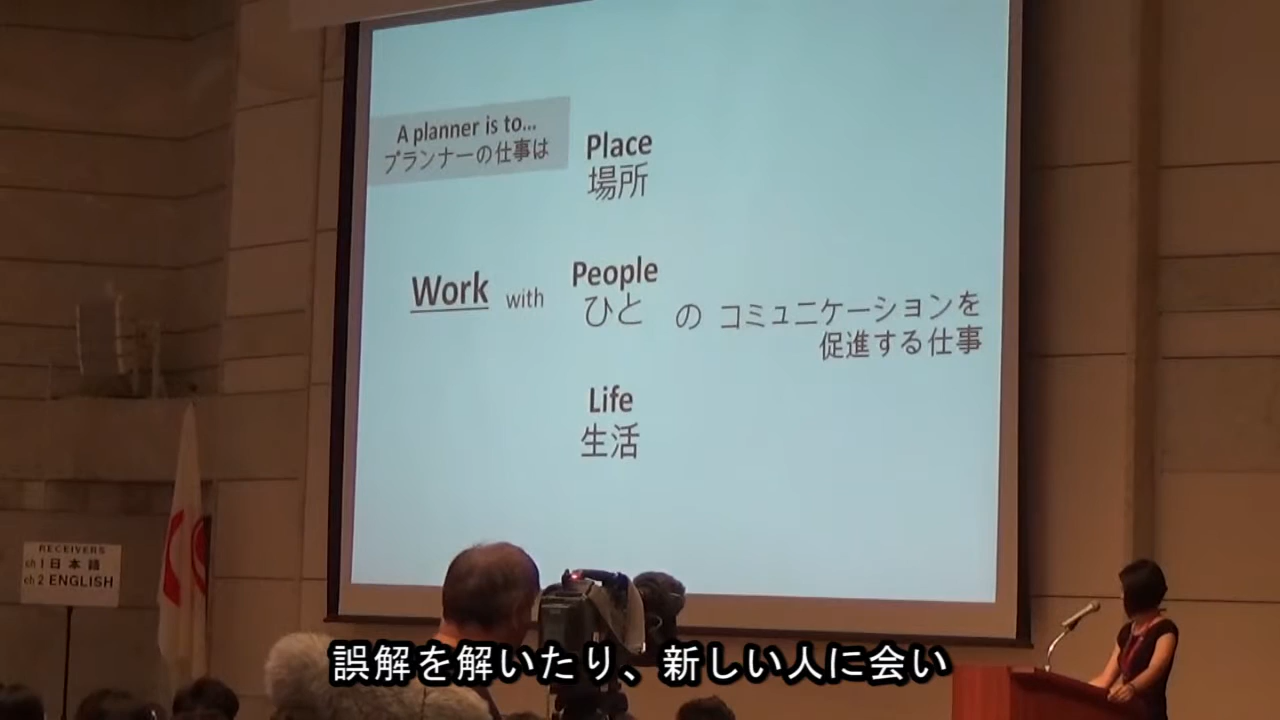 A planner is to...
プランナーの仕事は
Place
場所
Work with
People
ひと の コミュニケーションを
促進する仕事
Life
生活
RECEIVERS
ch 1 日本語
ch 2 ENGLISH
誤解を解いたり、新しい人に会い